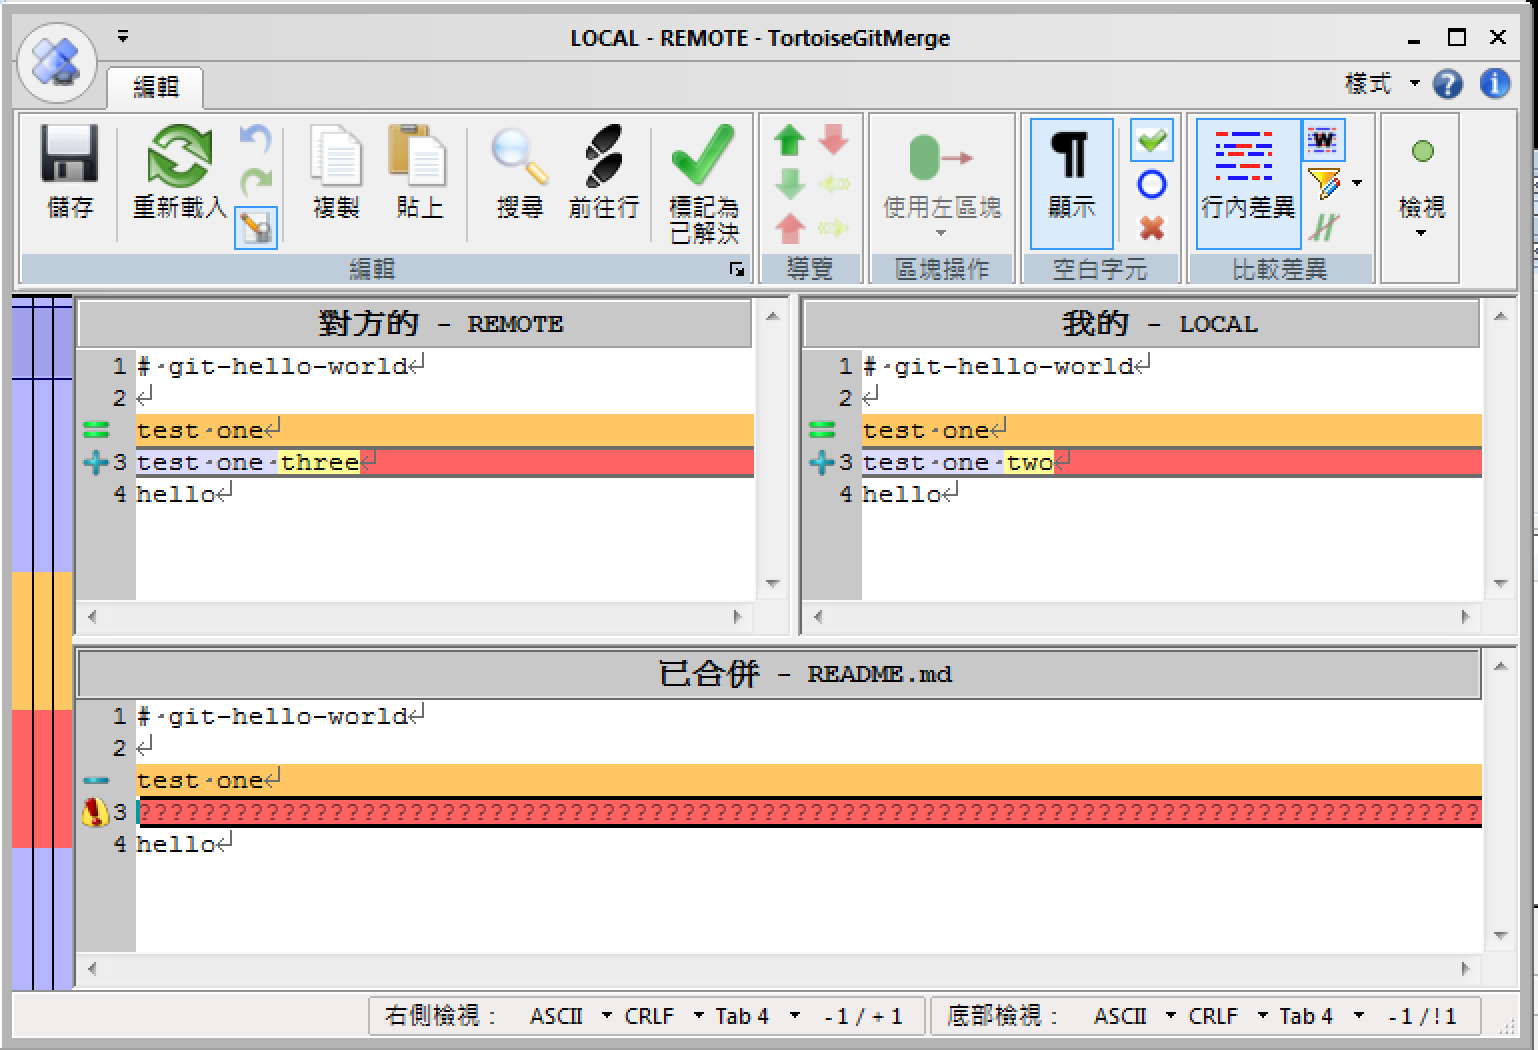 LOCAL - REMOTE - TortoiseGitMerge
編輯
樣式
儲存
重新載入
複製
貼上
搜尋
前往行
標記為
已解決
使用左區塊
顯示
行內差異
檢視
編輯
導覽
區塊操作
空白字元
比較差異
對方的 - REMOTE
1 #·git-hello-world↵
2 ↵
test·one↵
3 test·one·three↵
4 hello↵
我的 - LOCAL
1 #·git-hello-world↵
2 ↵
test·one↵
3 test·one·two↵
4 hello↵
已合併 - README.md
1 #·git-hello-world↵
2 ↵
test·one↵
3 ????????????????????????????????????????????????????????????????????????????????????
4 hello↵
右側檢視： ASCII CRLF Tab 4 -1 / +1
底部檢視： ASCII CRLF Tab 4 -1 / !1